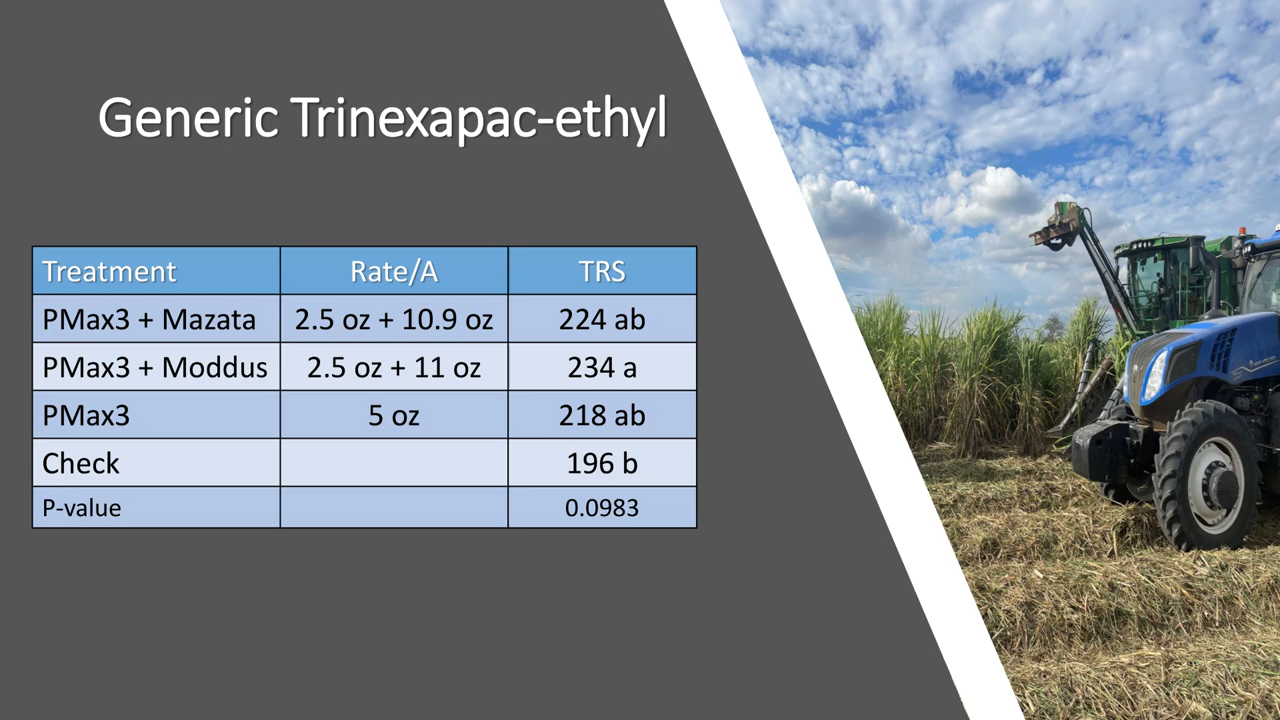 Generic Trinexapac-ethyl
Treatment Rate/A TRS
PMax3 + Mazata 2.5 oz + 10.9 oz 224 ab
PMax3 + Moddus 2.5 oz + 11 oz 234 a
PMax3 5 oz 218 ab
Check 196 b
P-value 0.0983